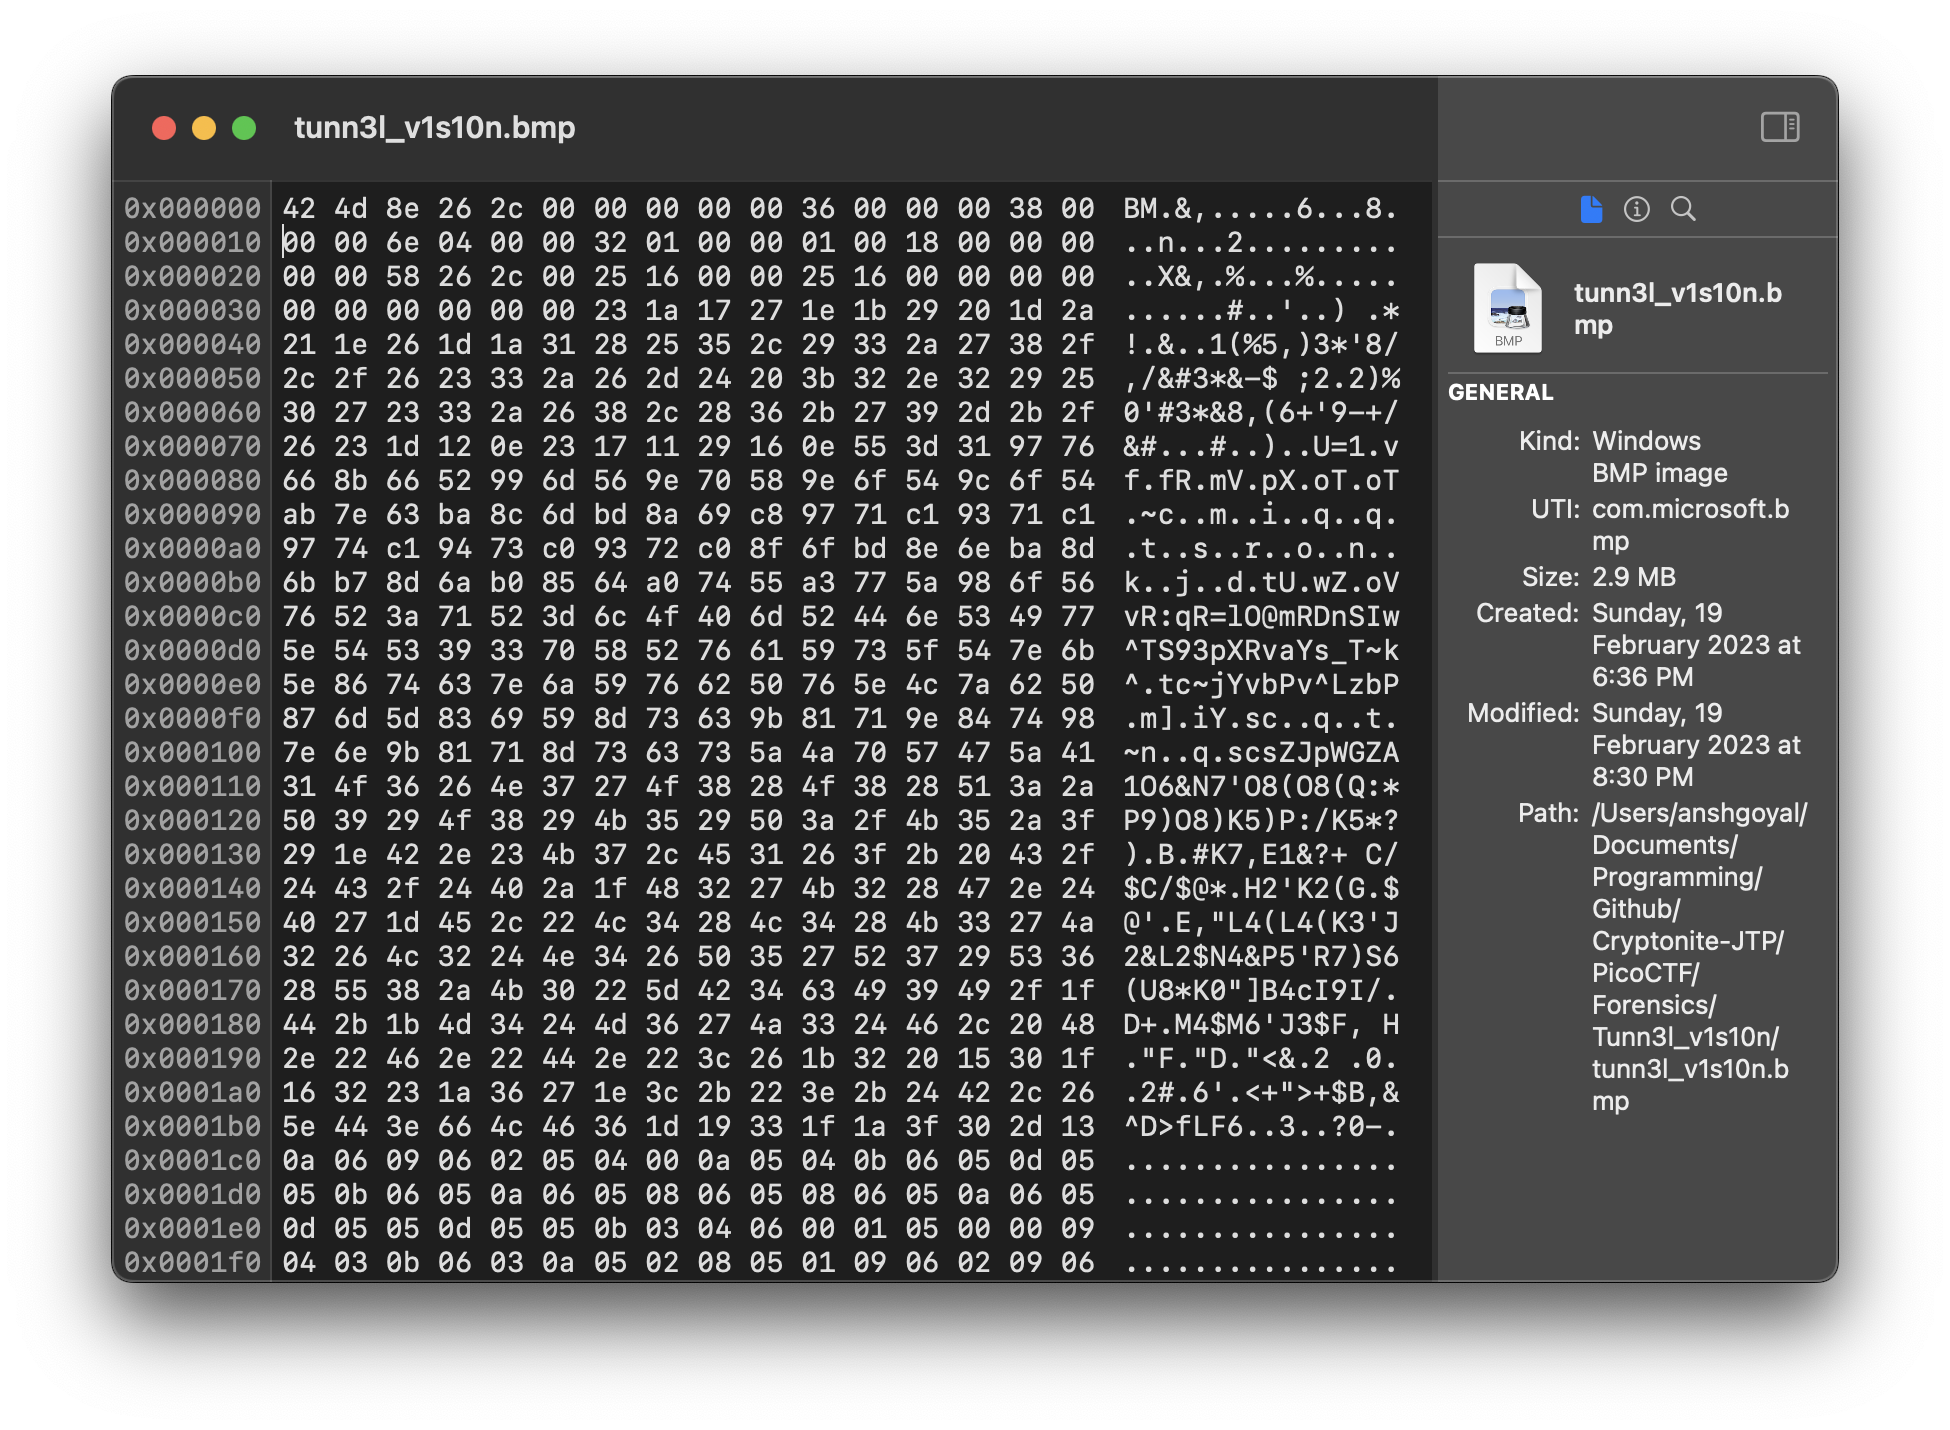 tunn3l_v1s10n.bmp
0x000000 42 4d 8e 26 2c 00 00 00 00 00 36 00 00 00 38 00 BM.&,.....6...8.
0x000010 00 00 6e 04 00 00 32 01 00 00 01 00 18 00 00 00 ..n...2.........
0x000020 00 00 58 26 2c 00 25 16 00 00 25 16 00 00 00 00 ..X&,.%...%.....
0x000030 00 00 00 00 00 00 23 1a 17 27 1e 1b 29 20 1d 2a ......#..'..) .*
0x000040 21 1e 26 1d 1a 31 28 25 35 2c 29 33 2a 27 38 2f !.&..1(%5,)3*'8/
0x000050 2c 2f 26 23 33 2a 26 2d 24 20 3b 32 2e 32 29 25 ,/&#3*&-$ ;2.2)%
0x000060 30 27 23 33 2a 26 38 2c 28 36 2b 27 39 2d 2b 2f 0'#3*&8,(6+'9-+/
0x000070 26 23 1d 12 0e 23 17 11 29 16 0e 55 3d 31 97 76 &#...#..)..U=1.v
0x000080 66 8b 66 52 99 6d 56 9e 70 58 9e 6f 54 9c 6f 54 f.fR.mV.pX.oT.oT
0x000090 ab 7e 63 ba 8c 6d bd 8a 69 c8 97 71 c1 93 71 c1 .~c..m..i..q..q.
0x0000a0 97 74 c1 94 73 c0 93 72 c0 8f 6f bd 8e 6e ba 8d .t..s..r..o..n..
0x0000b0 6b b7 8d 6a b0 85 64 a0 74 55 a3 77 5a 98 6f 56 k..j..d.tU.wZ.oV
0x0000c0 76 52 3a 71 52 3d 6c 4f 40 6d 52 44 6e 53 49 77 vR:qR=lO@mRDnSIw
0x0000d0 5e 54 53 39 33 70 58 52 76 61 59 73 5f 54 7e 6b ^TS93pXRvaYs_T~k
0x0000e0 5e 86 74 63 7e 6a 59 76 62 50 76 5e 4c 7a 62 50 ^.tc~jYvbPv^LzbP
0x0000f0 87 6d 5d 83 69 59 8d 73 63 9b 81 71 9e 84 74 98 .m].iY.sc..q..t.
0x000100 7e 6e 9b 81 71 8d 73 63 73 5a 4a 70 57 47 5a 41 ~n..q.scsZJpWGZA
0x000110 31 4f 36 26 4e 37 27 4f 38 28 4f 38 28 51 3a 2a 1O6&N7'O8(O8(Q:*
0x000120 50 39 29 4f 38 29 4b 35 29 50 3a 2f 4b 35 2a 3f P9)O8)K5)P:/K5*?
0x000130 29 1e 42 2e 23 4b 37 2c 45 31 26 3f 2b 20 43 2f ).B.#K7,E1&?+ C/
0x000140 24 43 2f 24 40 2a 1f 48 32 27 4b 32 28 47 2e 24 $C/$@*.H2'K2(G.$
0x000150 40 27 1d 45 2c 22 4c 34 28 4c 34 28 4b 33 27 4a @'.E,"L4(L4(K3'J
0x000160 32 26 4c 32 24 4e 34 26 50 35 27 52 37 29 53 36 2&L2$N4&P5'R7)S6
0x000170 28 55 38 2a 4b 30 22 5d 42 34 63 49 39 49 2f 1f (U8*K0"]B4cI9I/.
0x000180 44 2b 1b 4d 34 24 4d 36 27 4a 33 24 46 2c 20 48 D+.M4$M6'J3$F, H
0x000190 2e 22 46 2e 22 44 2e 22 3c 26 1b 32 20 15 30 1f ."F."D."<&.2 .0.
0x0001a0 16 32 23 1a 36 27 1e 3c 2b 22 3e 2b 24 42 2c 26 .2#.6'.<+">+$B,&
0x0001b0 5e 44 3e 66 4c 46 36 1d 19 33 1f 1a 3f 30 2d 13 ^D>fLF6..3..?0-.
0x0001c0 0a 06 09 06 02 05 04 00 0a 05 04 0b 06 05 0d 05 ................
0x0001d0 05 0b 06 05 0a 06 05 08 06 05 08 06 05 0a 06 05 ................
0x0001e0 0d 05 05 0d 05 05 0b 03 04 06 00 01 05 00 00 09 ................
0x0001f0 04 03 0b 06 03 0a 05 02 08 05 01 09 06 02 09 06 ................
BMP
tunn3l_v1s10n.b
mp
GENERAL
Kind: Windows
BMP image
UTI: com.microsoft.b
mp
Size: 2.9 MB
Created: Sunday, 19
February 2023 at
6:36 PM
Modified: Sunday, 19
February 2023 at
8:30 PM
Path: /Users/anshgoyal/
Documents/
Programming/
Github/
Cryptonite-JTP/
PicoCTF/
Forensics/
Tunn3l_v1s10n/
tunn3l_v1s10n.b
mp